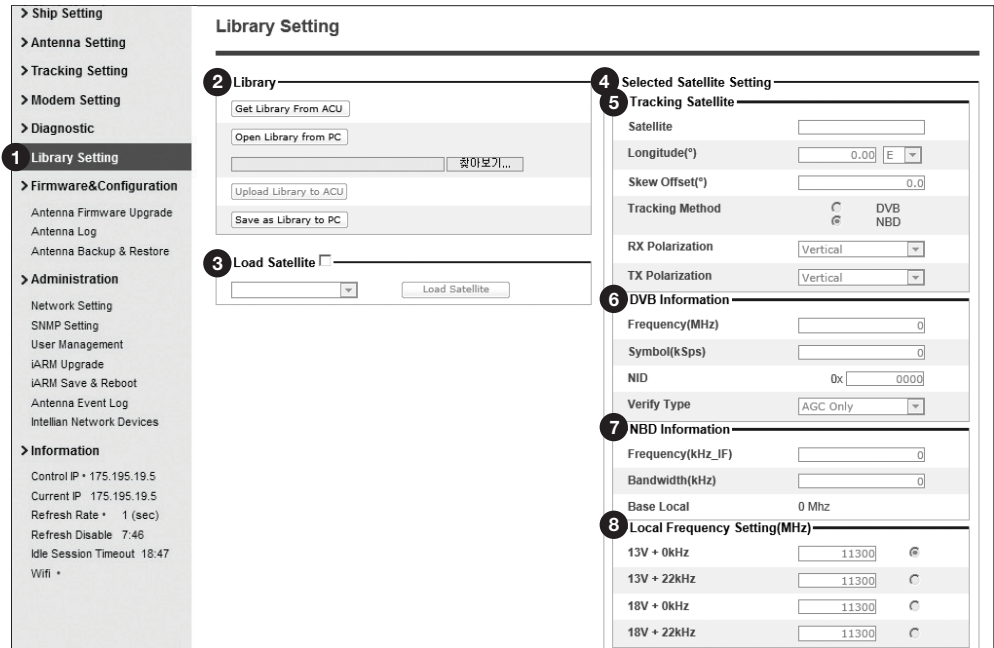 > Ship Setting
> Antenna Setting
> Tracking Setting
> Modem Setting
> Diagnostic
1 Library Setting
> Firmware&Configuration
Antenna Firmware Upgrade
Antenna Log
Antenna Backup & Restore
> Administration
Network Setting
SNMP Setting
User Management
iARM Upgrade
iARM Save & Reboot
Antenna Event Log
Intellian Network Devices
> Information
Control IP • 175.195.19.5
Current IP 175.195.19.5
Refresh Rate • 1 (sec)
Refresh Disable 7:46
Idle Session Timeout 18:47
Wifi •
Library Setting
2 Library
Get Library From ACU
Open Library from PC
찾아보기...
Upload Library to ACU
Save as Library to PC
3 Load Satellite
Load Satellite
4 Selected Satellite Setting
5 Tracking Satellite
Satellite
Longitude(°) 0.00 E
Skew Offset(°) 0.0
Tracking Method DVB
NBD
RX Polarization Vertical
TX Polarization Vertical
6 DVB Information
Frequency(MHz) 0
Symbol(kSps) 0
NID 0x 0000
Verify Type AGC Only
7 NBD Information
Frequency(kHz_IF) 0
Bandwidth(kHz) 0
Base Local 0 Mhz
8 Local Frequency Setting(MHz)
13V + 0kHz 11300
13V + 22kHz 11300
18V + 0kHz 11300
18V + 22kHz 11300